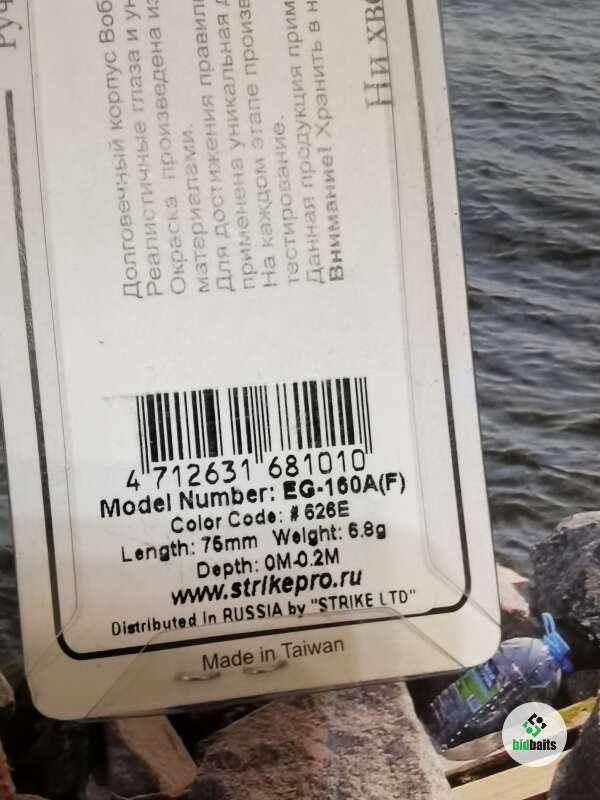 Руч
Долговечный корпус Воб
Реалистичные глаза и ун
Окраска произведена из
материалами.
Для достижения правиль
применена уникальная д
На каждом этапе произв
тестирование.
Данная продукция прим
Внимание! Хранить в н
Ни хво
4 712631 681010
Model Number: EG-160A(F)
Color Code: #626E
Length: 76mm Weight: 6.8g
Depth: 0M-0.2M
www.strikepro.ru
Distributed in RUSSIA by "STRIKE LTD"
Made in Taiwan
bidbaits